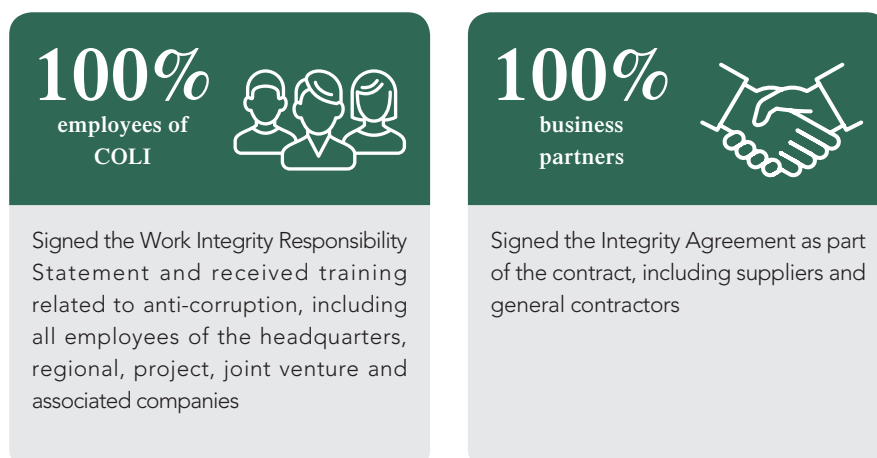 100%
employees of
COLI
Signed the Work Integrity Responsibility
Statement and received training
related to anti-corruption, including
all employees of the headquarters,
regional, project, joint venture and
associated companies
100%
business
partners
Signed the Integrity Agreement as part
of the contract, including suppliers and
general contractors